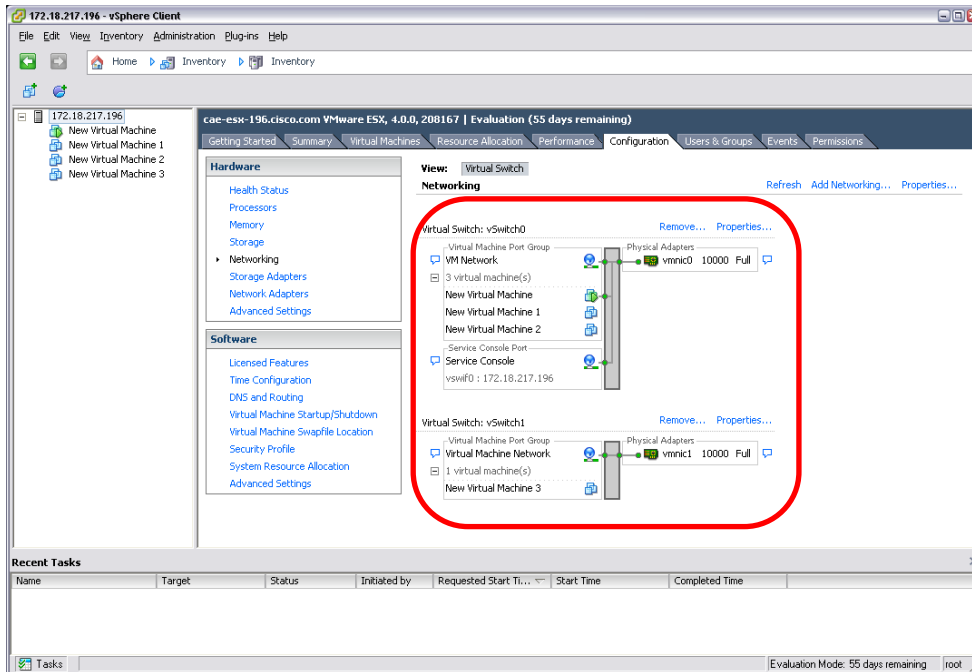 172.18.217.196 - vSphere Client
File Edit View Inventory Administration Plug-ins Help
Home Inventory Inventory
172.18.217.196
New Virtual Machine
New Virtual Machine 1
New Virtual Machine 2
New Virtual Machine 3
cae-esx-196.cisco.com VMware ESX, 4.0.0, 208167 | Evaluation (55 days remaining)
Getting Started Summary Virtual Machines Resource Allocation Performance Configuration Users & Groups Events Permissions
Hardware
Health Status
Processors
Memory
Storage
Networking
Storage Adapters
Network Adapters
Advanced Settings
Software
Licensed Features
Time Configuration
DNS and Routing
Virtual Machine Startup/Shutdown
Virtual Machine Swapfile Location
Security Profile
System Resource Allocation
Advanced Settings
View: Virtual Switch
Networking
Refresh Add Networking... Properties...
Virtual Switch: vSwitch0 Remove... Properties...
Virtual Machine Port Group Physical Adapters
VM Network vmnic0 10000 Full
3 virtual machine(s)
New Virtual Machine
New Virtual Machine 1
New Virtual Machine 2
Service Console Port
Service Console
vswif0 : 172.18.217.196
Virtual Switch: vSwitch1 Remove... Properties...
Virtual Machine Port Group Physical Adapters
Virtual Machine Network vmnic1 10000 Full
1 virtual machine(s)
New Virtual Machine 3
Recent Tasks
Name Target Status Initiated by Requested Start Ti... Start Time Completed Time
Tasks Evaluation Mode: 55 days remaining root